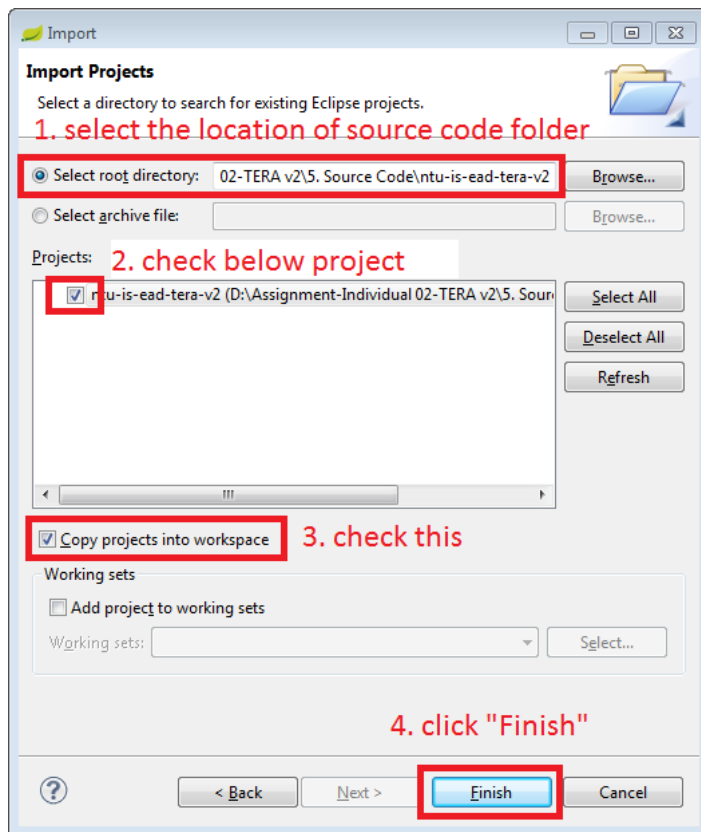 Import
Import Projects
Select a directory to search for existing Eclipse projects.
1. select the location of source code folder
Select root directory: 02-TERA v2\5. Source Code\ntu-is-ead-tera-v2 Browse...
Select archive file: Browse...
Projects: 2. check below project
ntu-is-ead-tera-v2 (D:\Assignment-Individual 02-TERA v2\5. Sour Select All
Deselect All
Refresh
Copy projects into workspace 3. check this
Working sets
Add project to working sets
Working sets: Select...
4. click "Finish"
? < Back Next > Finish Cancel